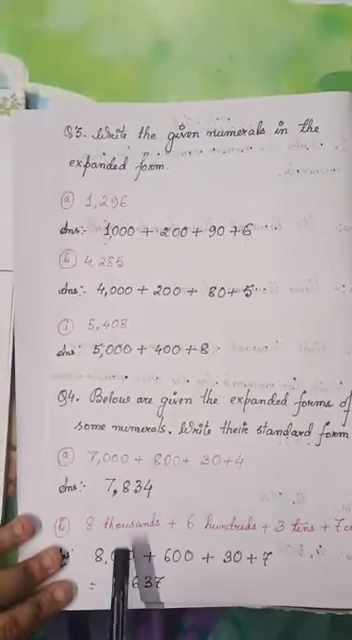 Q3. Write the given numerals in the
expanded form.
(a) 1,296
Ans:- 1,000 + 200 + 90 + 6
(b) 4,285
Ans:- 4,000 + 200 + 80 + 5
(i) 5,408
Ans: 5,000 + 400 + 8
Q4. Below are given the expanded forms of
some numerals. Write their standard form
(a) 7,000 + 800 + 30 + 4
Ans:- 7,834
(b) 8 thousands + 6 hundreds + 3 tens + 7
+ 600 + 30 + 7
= 637